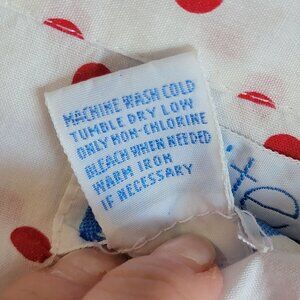 MACHINE WASH COLD
TUMBLE DRY LOW
ONLY NON-CHLORINE
BLEACH WHEN NEEDED
WARM IRON
IF NECESSARY